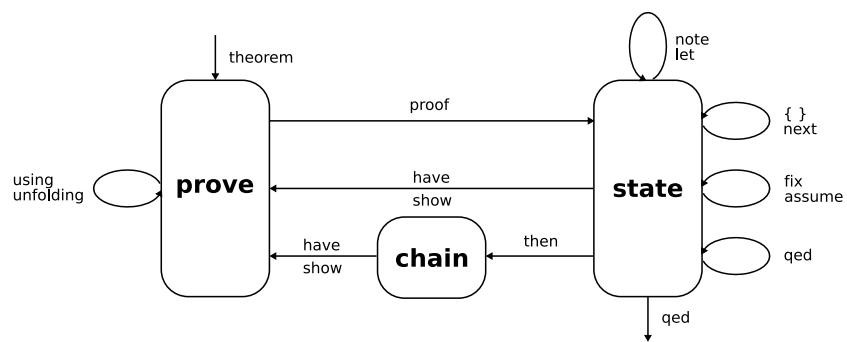 note
let
theorem
proof
{ }
next
using
unfolding
prove
have
show
state
fix
assume
have
show
chain
then
qed
qed